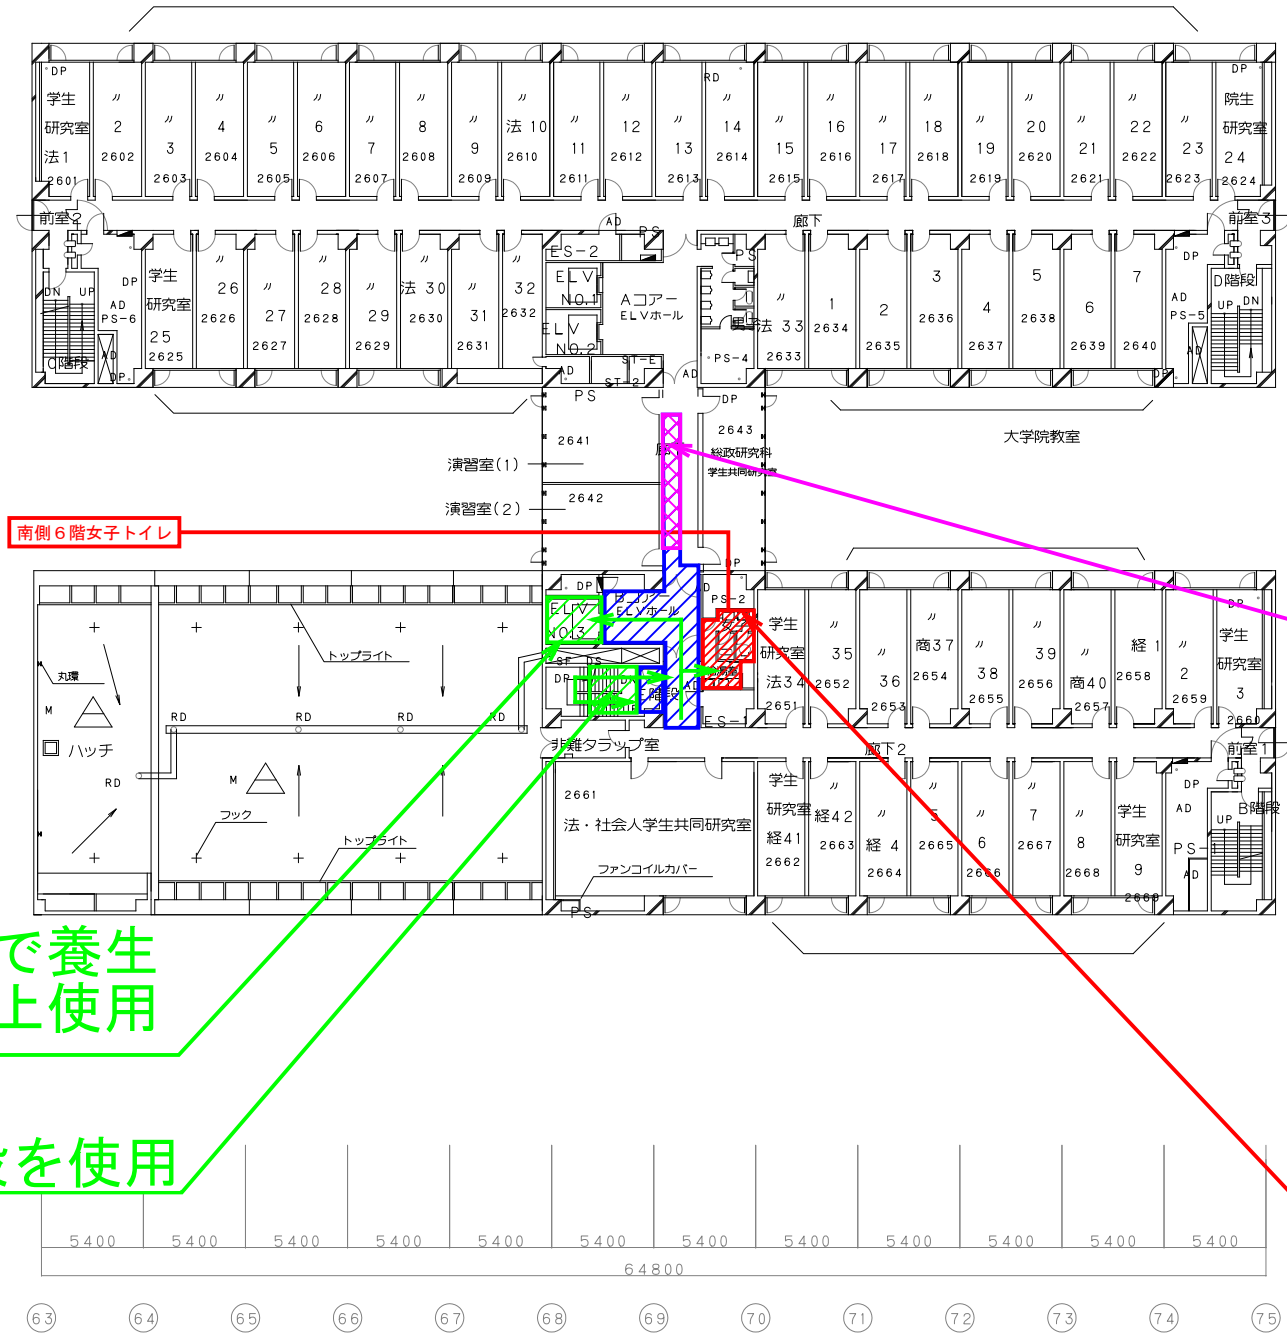 DP
学生
研究室
法1
2601
〃
2
2602
〃
3
2603
〃
4
2604
〃
5
2605
〃
6
2606
〃
7
2607
〃
8
2608
〃
9
2609
〃
法 10
2610
〃
11
2611
〃
12
2612
〃
13
2613
RD
〃
14
2614
〃
15
2615
〃
16
2616
〃
17
2617
〃
18
2618
〃
19
2619
〃
20
2620
〃
21
2621
〃
22
2622
〃
23
2623
DP
院生
研究室
24
2624
前室2
AD
PS
廊下
前室3
DN
UP
C階段
DP
AD
PS-6
AD
DP
学生
研究室
25
2625
〃
26
2626
〃
27
2627
〃
28
2628
〃
29
2629
〃
法 30
2630
〃
31
2631
〃
32
2632
ES-2
ELV
NO.1
ELV
NO.2
Aコアー
ELVホール
AD
ST-E
ST-2
PS
AD
PS
男子
PS-4
DP
〃
法 33
2633
1
2634
2
2635
3
2636
4
2637
5
2638
6
2639
7
2640
DP
DP
AD
PS-5
AD
D階段
UP
DN
2641
2642
2643
総政研究科
学生共同研究室
大学院教室
演習室(1)
演習室(2)
南側6階女子トイレ
DP
DP
Bコアー
ELVホール
ELV
NO.3
PS-2
SF
DS
DP
AD
ES-1
丸環
M
ハッチ
RD
トップライト
RD
RD
RD
RD
M
フック
トップライト
学生
研究室
法34
2651
〃
35
2652
〃
36
2653
〃
商37
2654
〃
38
2655
〃
39
2656
〃
商40
2657
経 1
2658
〃
2
2659
DP
学生
研究室
3
2660
非難タラップ室
廊下2
前室1
2661
法・社会人学生共同研究室
ファンコイルカバー
PS
学生
研究室
経41
2662
〃
経42
2663
〃
経 4
2664
〃
5
2665
〃
6
2666
〃
7
2667
〃
8
2668
学生
研究室
9
2669
DP
AD
PS-1
AD
UP
B階段
で養生
上使用
を使用
5400
5400
5400
5400
5400
5400
5400
5400
5400
5400
5400
5400
64800
63
64
65
66
67
68
69
70
71
72
73
74
75